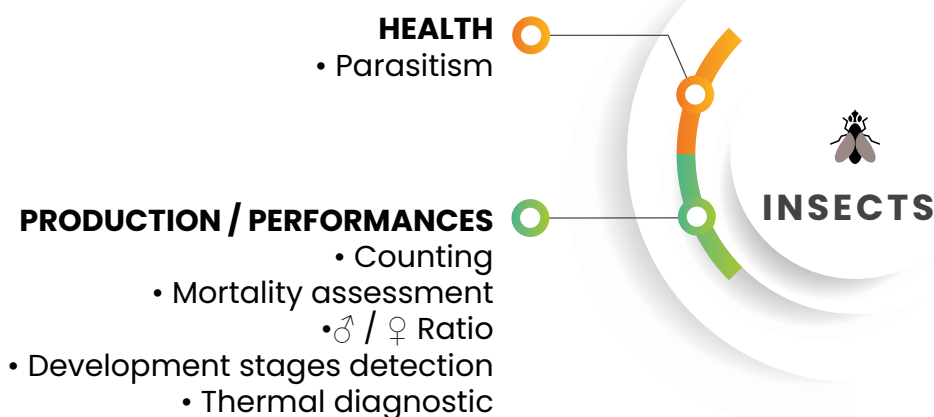 HEALTH
• Parasitism
PRODUCTION / PERFORMANCES
• Counting
• Mortality assessment
•♂ / ♀ Ratio
• Development stages detection
• Thermal diagnostic
INSECTS